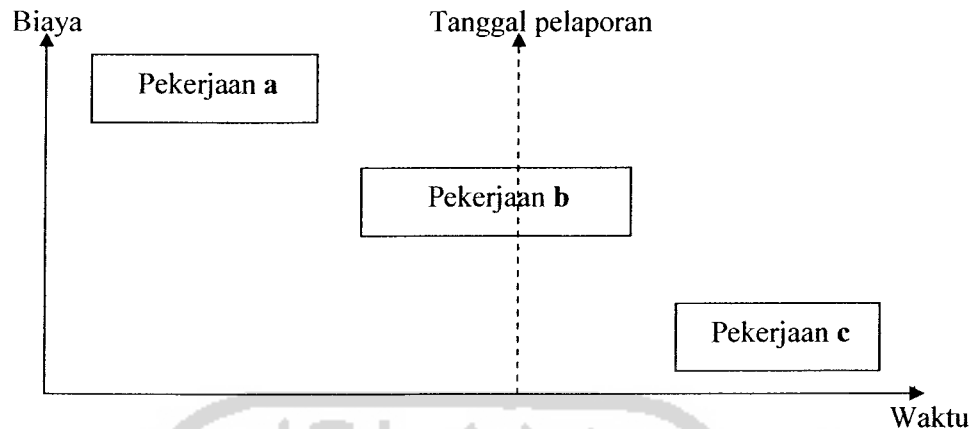 Biaya
Tanggal pelaporan
Pekerjaan a
Pekerjaan b
Pekerjaan c
Waktu